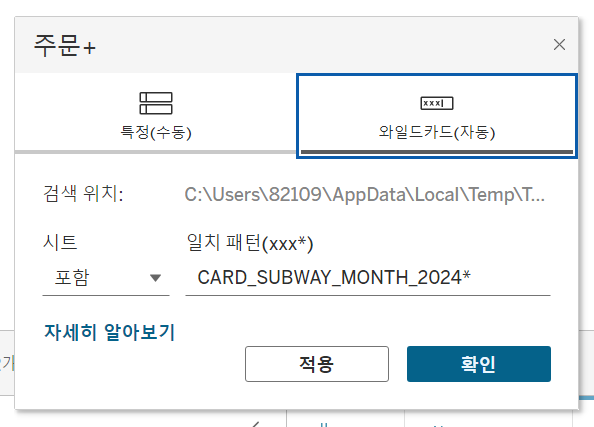 주문+
특정(수동)
xxx
와일드카드(자동)
검색 위치: C:\Users\82109\AppData\Local\Temp\T...
시트 일치 패턴(xxx*)
포함 CARD_SUBWAY_MONTH_2024*
자세히 알아보기
적용 확인